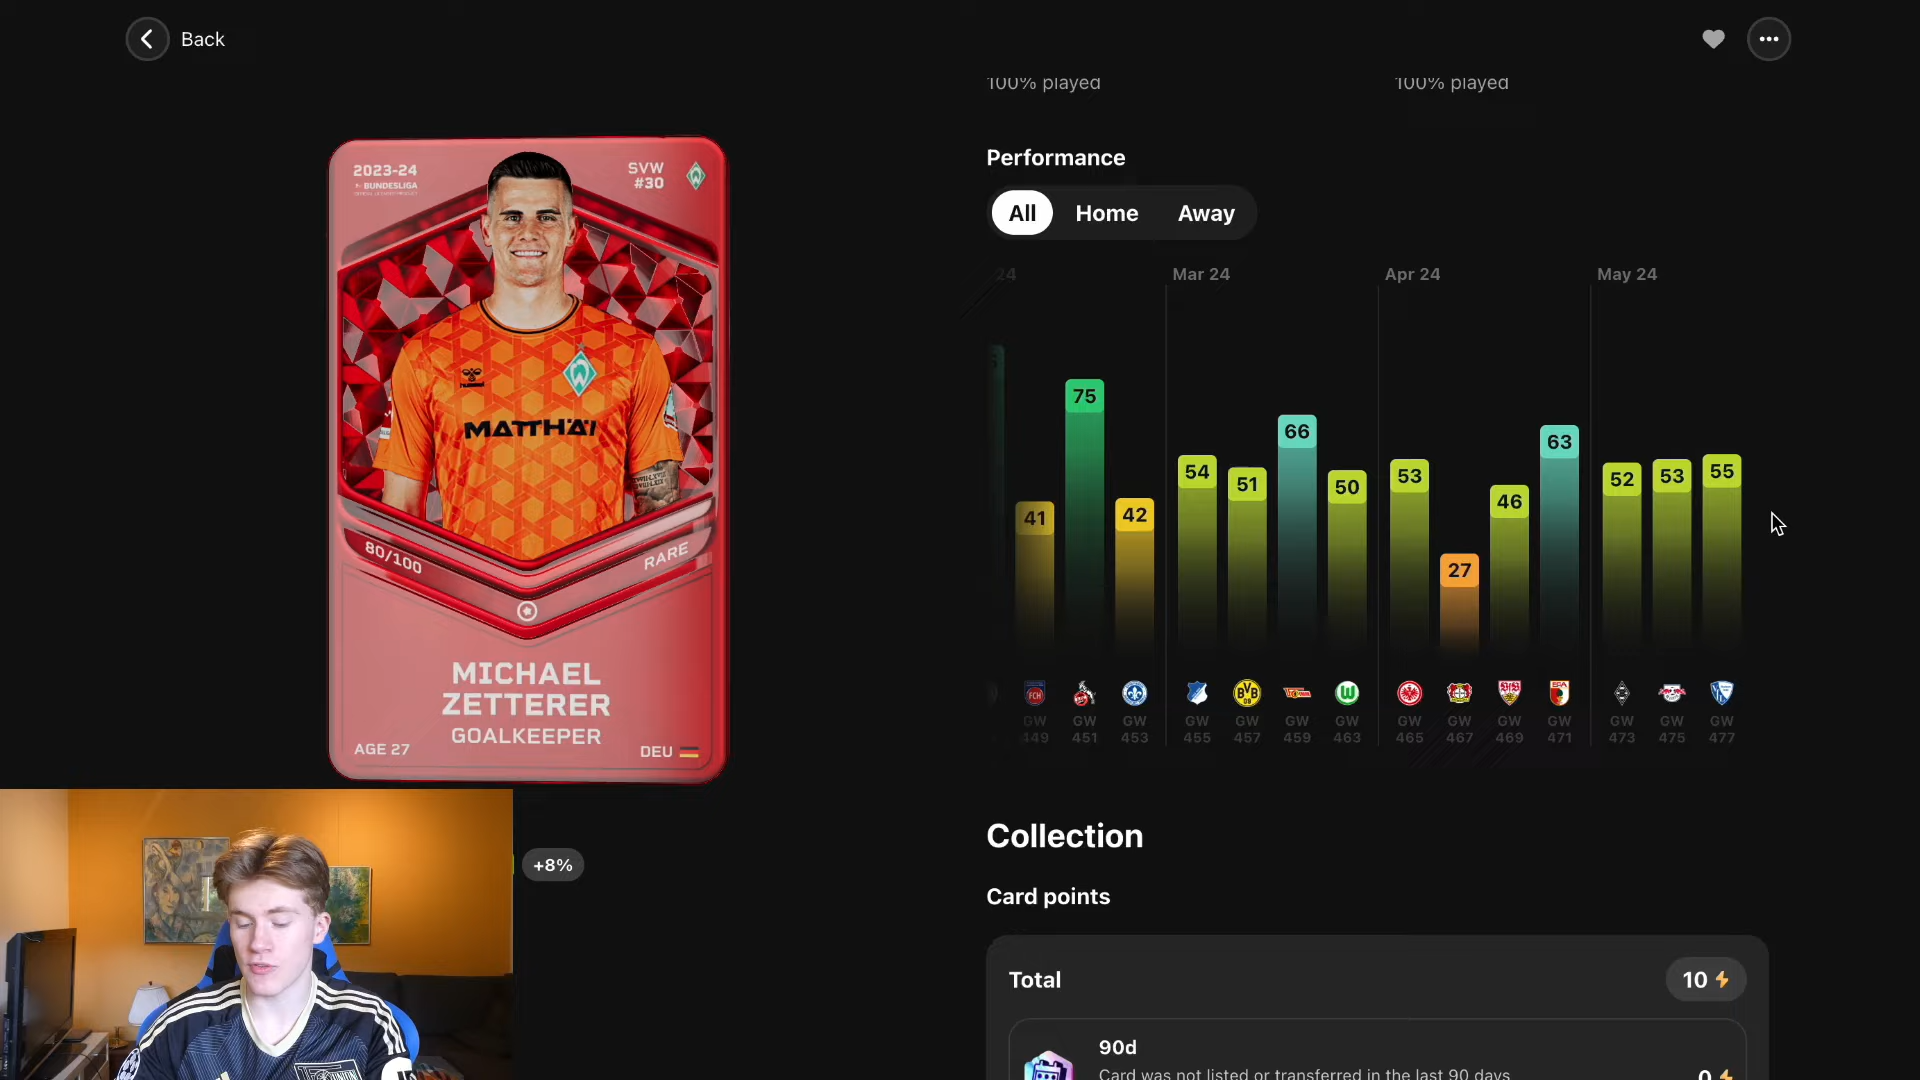 Back
100% played
100% played
2023-24
BUNDESLIGA
SVW
#30
MATTHÄI
80/100
RARE
MICHAEL
ZETTERER
GOALKEEPER
AGE 27
DEU
+8%
Performance
All
Home
Away
24
Mar 24
Apr 24
May 24
41
75
42
54
51
66
50
53
27
46
63
52
53
55
GW
449
GW
451
GW
453
GW
455
GW
457
GW
459
GW
463
GW
465
GW
467
GW
469
GW
471
GW
473
GW
475
GW
477
Collection
Card points
Total
10
90d
Card was not listed or transferred in the last 90 days
0